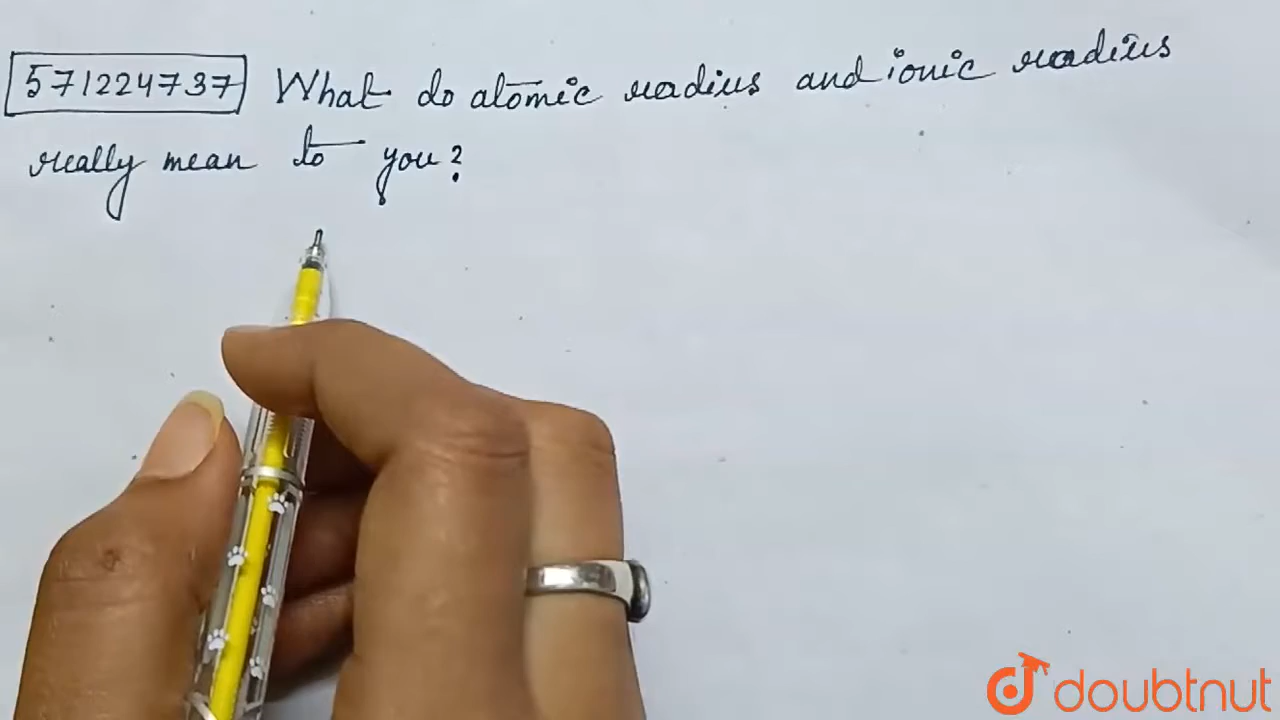 571224737 What do atomic radius and ionic radius
really mean to you?
doubtnut